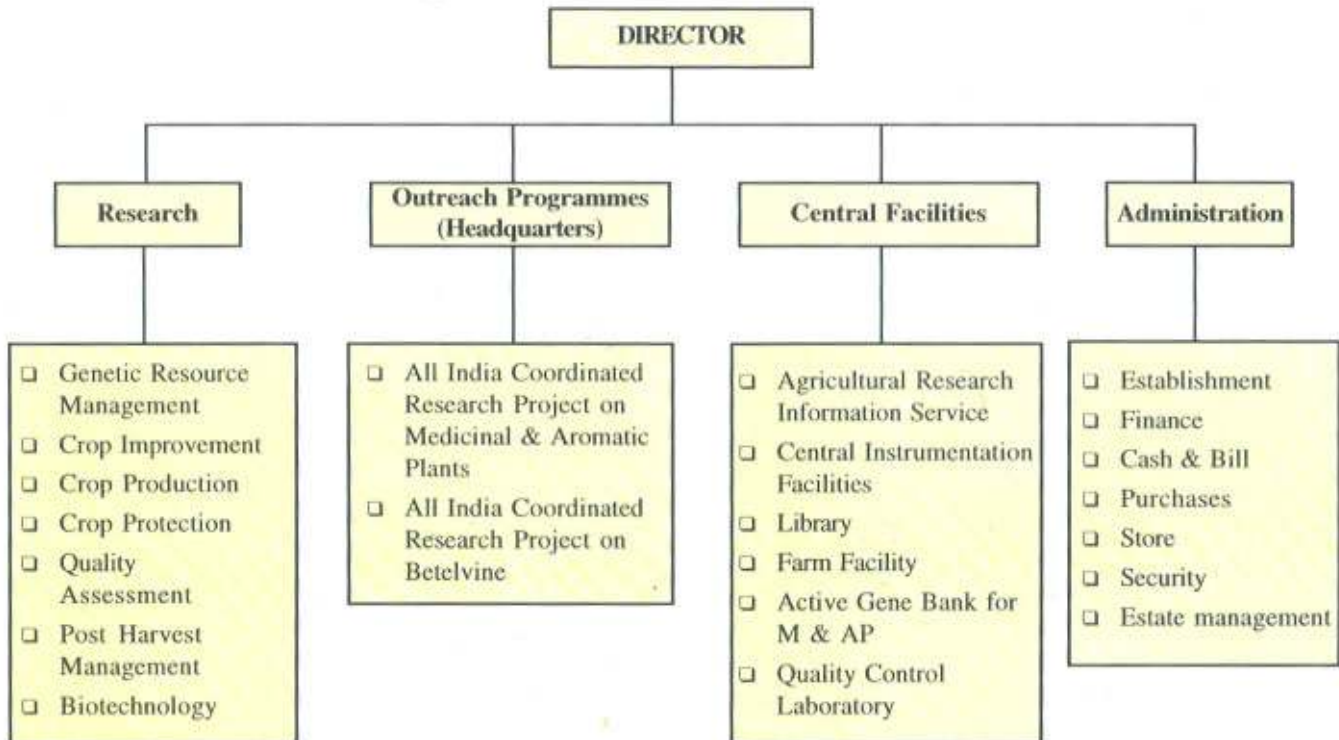 DIRECTOR
Research
Outreach Programmes
(Headquarters)
Central Facilities
Administration
❑ Genetic Resource
Management
❑ Crop Improvement
❑ Crop Production
❑ Crop Protection
❑ Quality
Assessment
❑ Post Harvest
Management
❑ Biotechnology
❑ All India Coordinated
Research Project on
Medicinal & Aromatic
Plants
❑ All India Coordinated
Research Project on
Betelvine
❑ Agricultural Research
Information Service
❑ Central Instrumentation
Facilities
❑ Library
❑ Farm Facility
❑ Active Gene Bank for
M & AP
❑ Quality Control
Laboratory
❑ Establishment
❑ Finance
❑ Cash & Bill
❑ Purchases
❑ Store
❑ Security
❑ Estate management